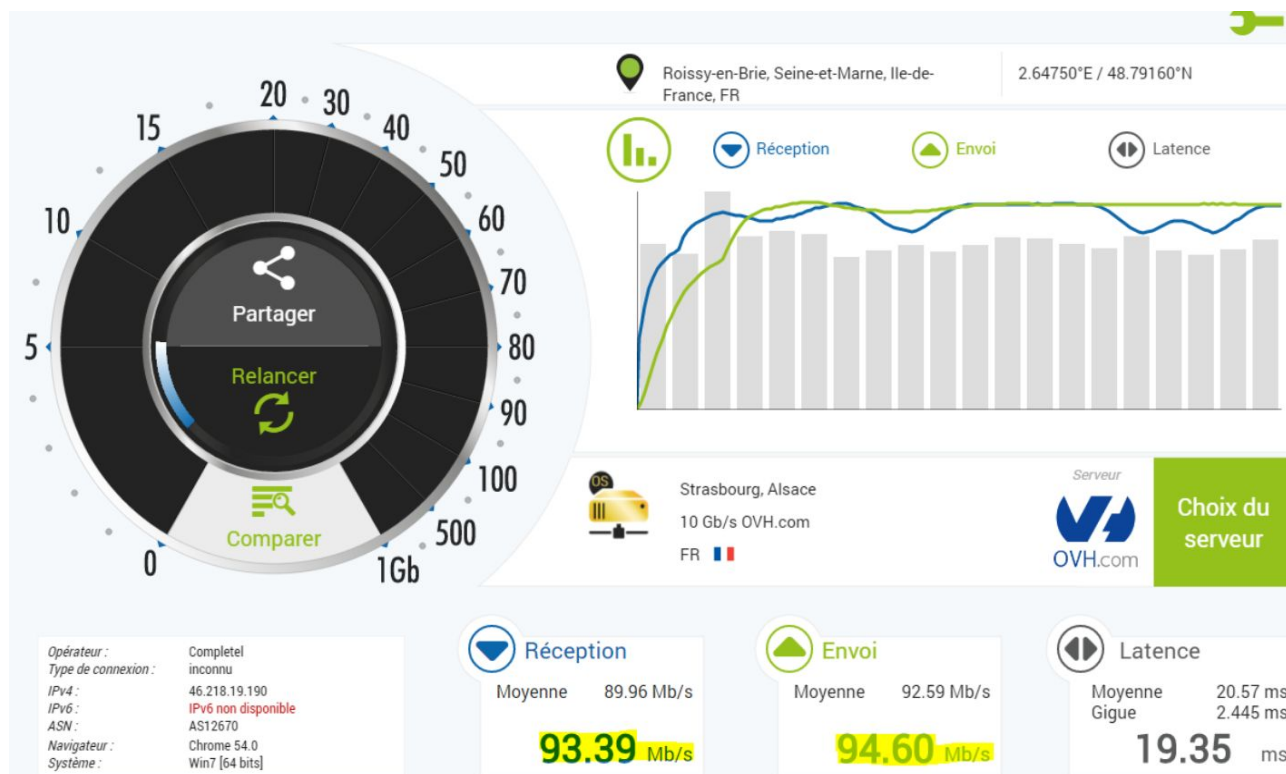 Roissy-en-Brie, Seine-et-Marne, Ile-de-
France, FR
2.64750°E / 48.79160°N
Réception
Envoi
Latence
0
5
10
15
20
30
40
50
60
70
80
90
100
500
1Gb
Partager
Relancer
Comparer
OS
Strasbourg, Alsace
10 Gb/s OVH.com
FR
Serveur
OVH.com
Choix du
serveur
Opérateur : Completel
Type de connexion : inconnu
IPv4 : 46.218.19.190
IPv6 : IPv6 non disponible
ASN : AS12670
Navigateur : Chrome 54.0
Système : Win7 [64 bits]
Réception
Moyenne 89.96 Mb/s
93.39 Mb/s
Envoi
Moyenne 92.59 Mb/s
94.60 Mb/s
Latence
Moyenne 20.57 ms
Gigue 2.445 ms
19.35 ms